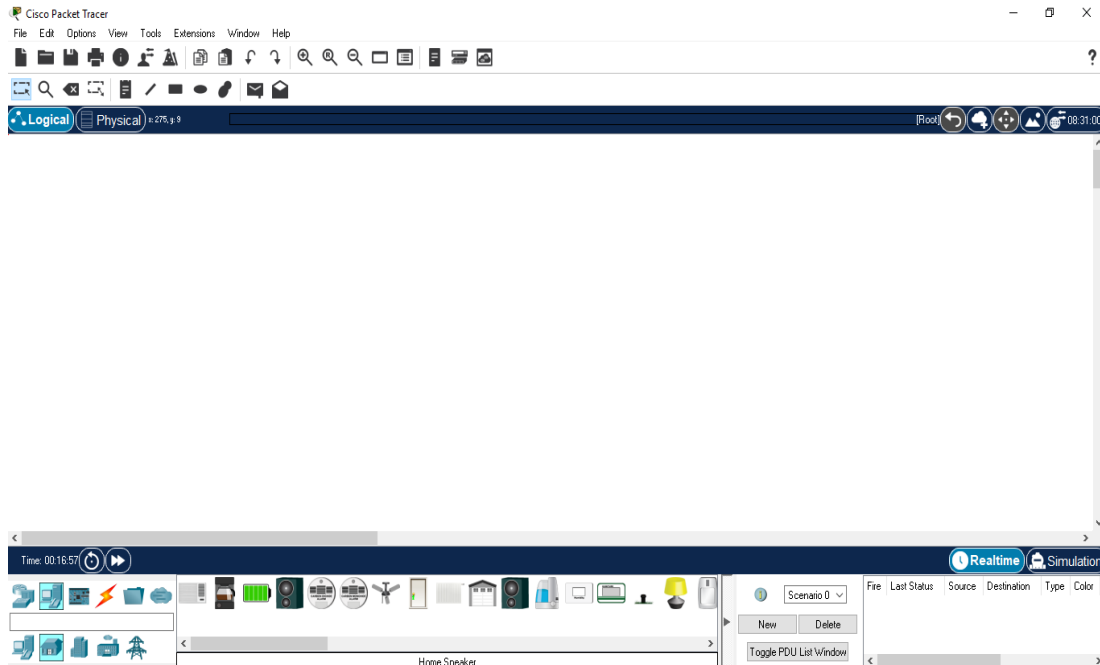 Cisco Packet Tracer
File Edit Options View Tools Extensions Window Help
?
Logical Physical x: 275, y: 9 [Root] 08:31:00
Time: 00:16:57 Realtime Simulation
Fire Last Status Source Destination Type Color
Scenario 0
New Delete
Toggle PDU List Window
Home Speaker